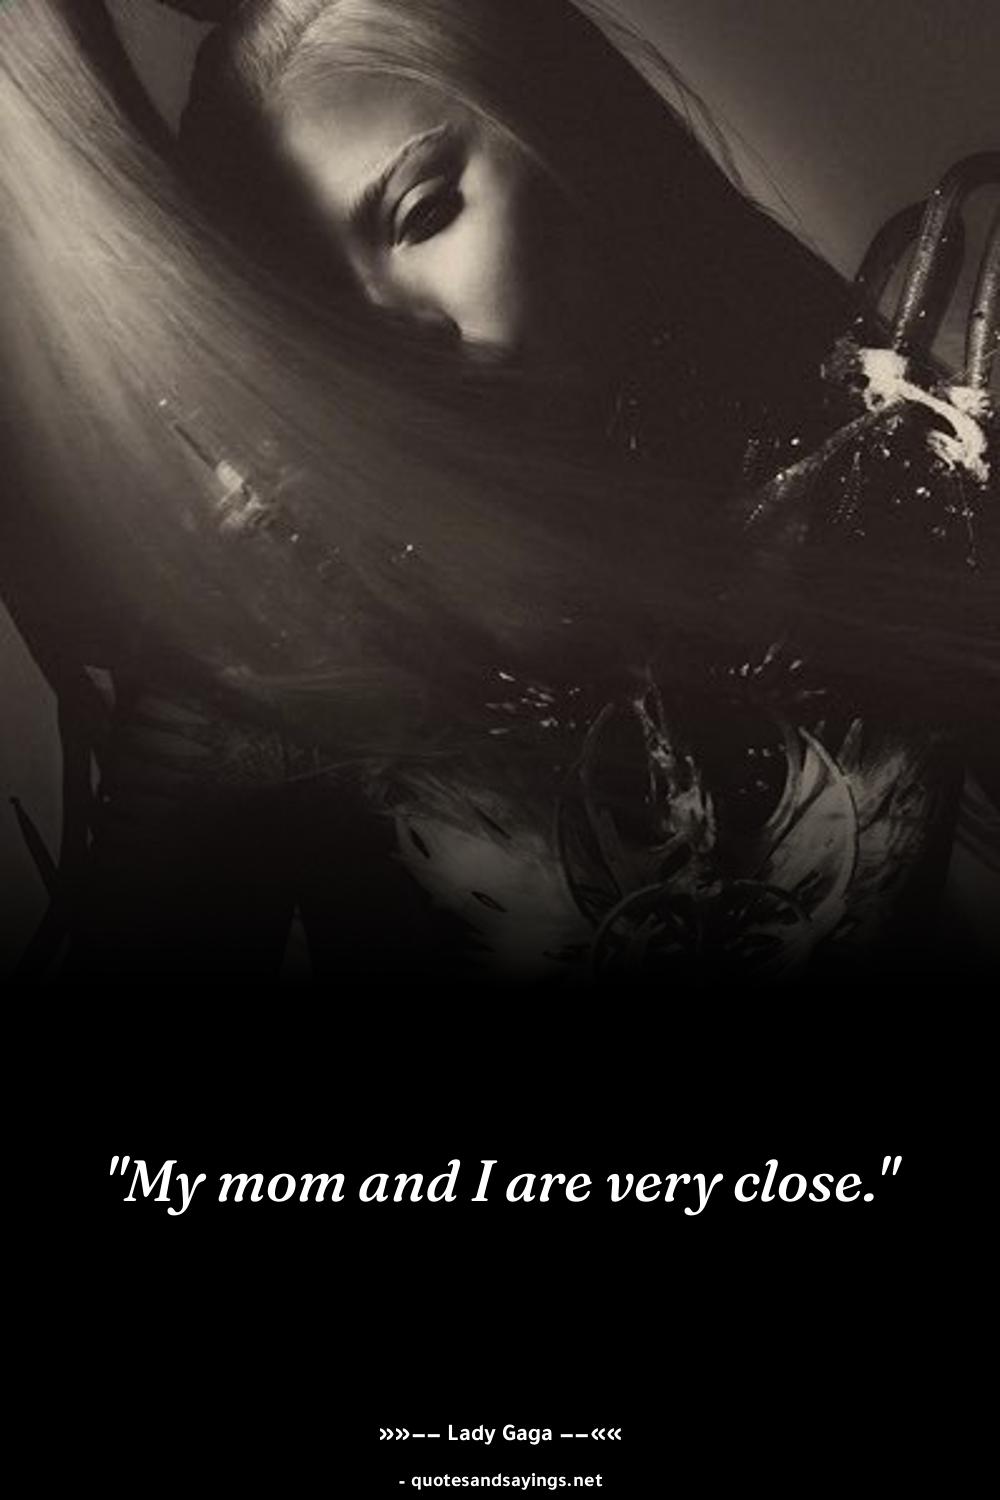 "My mom and I are very close."
»»–– Lady Gaga ––««
- quotesandsayings.net